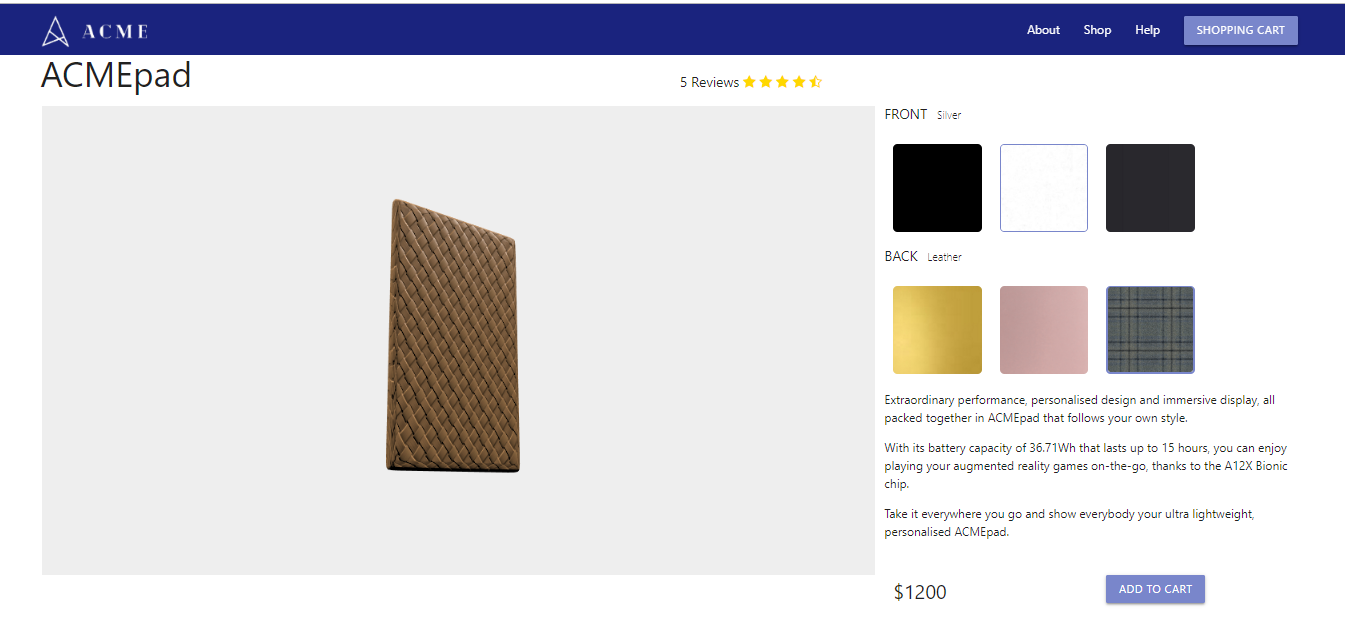 ACME
About
Shop
Help
SHOPPING CART
ACMEpad
5 Reviews
FRONT Silver
BACK Leather
Extraordinary performance, personalised design and immersive display, all
packed together in ACMEpad that follows your own style.
With its battery capacity of 36.71Wh that lasts up to 15 hours, you can enjoy
playing your augmented reality games on-the-go, thanks to the A12X Bionic
chip.
Take it everywhere you go and show everybody your ultra lightweight,
personalised ACMEpad.
$1200
ADD TO CART